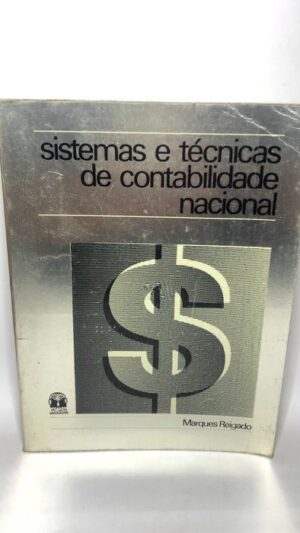 sistemas e técnicas
de contabilidade
nacional
$
Marques Reigado